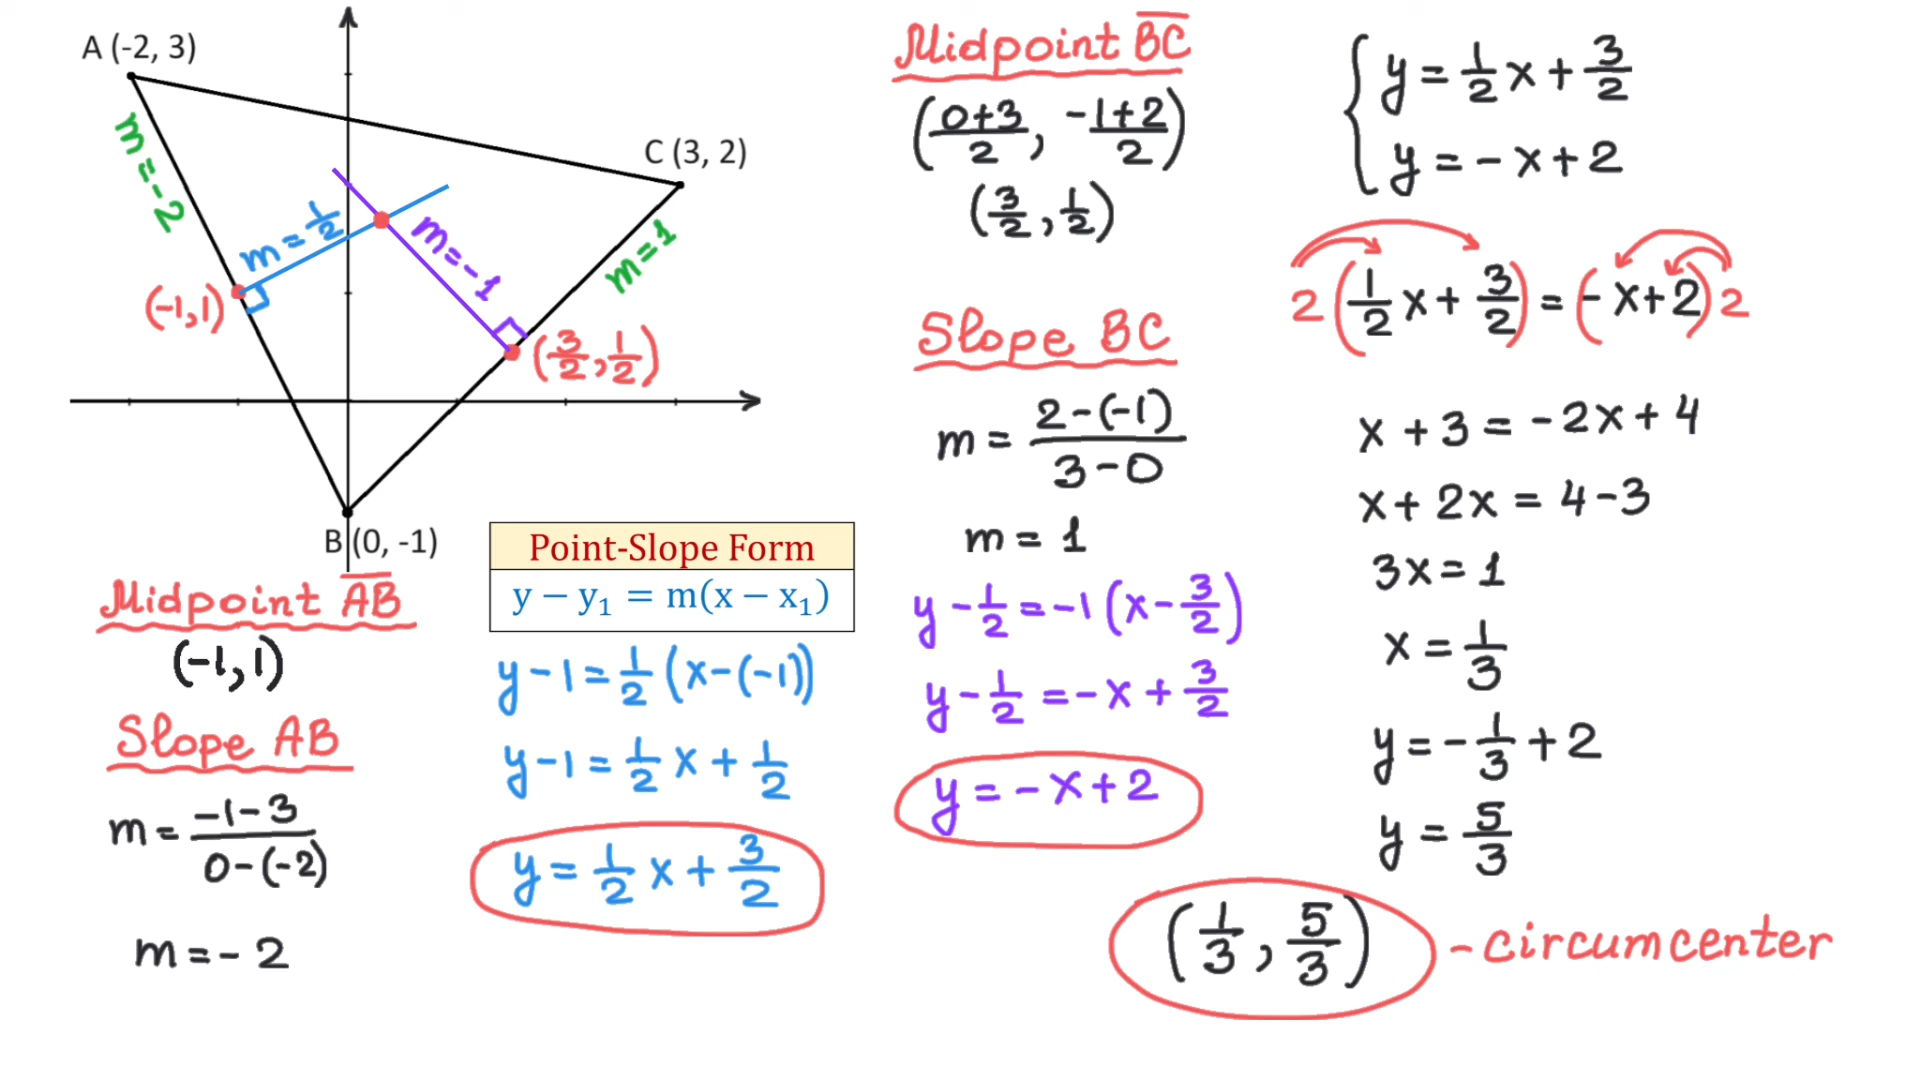 A (-2, 3)
C (3, 2)
B (0, -1)
m = -2
m = 1/2
m = -1
m = 1
(-1, 1)
(3/2, 1/2)
Midpoint A̅B̅
(-1, 1)
Slope AB
m = (-1-3)/(0-(-2))
m = -2
Point-Slope Form
y − y₁ = m(x − x₁)
y - 1 = 1/2 (x-(-1))
y - 1 = 1/2 x + 1/2
y = 1/2 x + 3/2
Midpoint B̅C̅
((0+3)/2, (-1+2)/2)
(3/2, 1/2)
Slope BC
m = (2-(-1))/(3-0)
m = 1
y - 1/2 = -1 (x - 3/2)
y - 1/2 = -x + 3/2
y = -x + 2
{ y = 1/2 x + 3/2
y = -x + 2
2 (1/2 x + 3/2) = (-x+2) 2
x + 3 = -2x + 4
x + 2x = 4 - 3
3x = 1
x = 1/3
y = -1/3 + 2
y = 5/3
(1/3, 5/3) - circumcenter